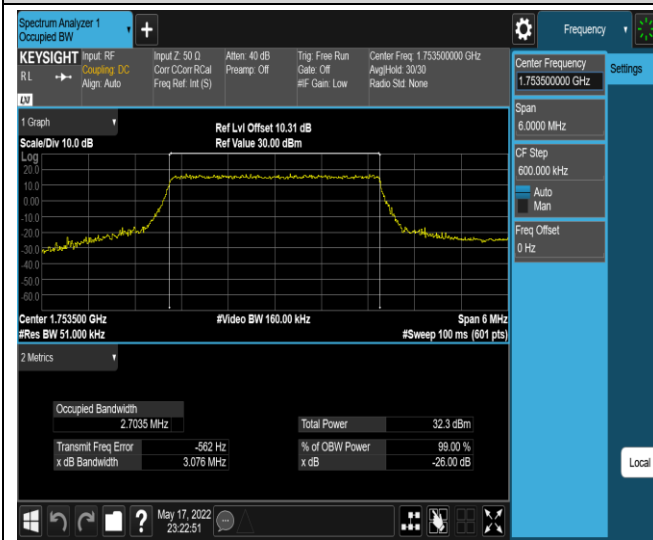 Spectrum Analyzer 1
Occupied BW
Frequency
KEYSIGHT Input: RF
RL
Coupling: DC
Align: Auto
LXI
Input Z: 50 Ω
Corr CCorr RCal
Freq Ref: Int (S)
Atten: 40 dB
Preamp: Off
Trig: Free Run
Gate: Off
#IF Gain: Low
Center Freq: 1.753500000 GHz
Avg|Hold: 30/30
Radio Std: None
Center Frequency
1.753500000 GHz
Settings
Span
6.0000 MHz
CF Step
600.000 kHz
Auto
Man
Freq Offset
0 Hz
Local
1 Graph
Scale/Div 10.0 dB
Ref Lvl Offset 10.31 dB
Ref Value 30.00 dBm
Log
20.0
10.0
0.00
-10.0
-20.0
-30.0
-40.0
-50.0
-60.0
Center 1.753500 GHz
#Video BW 160.00 kHz
Span 6 MHz
#Res BW 51.000 kHz
#Sweep 100 ms (601 pts)
2 Metrics
Occupied Bandwidth
2.7035 MHz
Total Power 32.3 dBm
Transmit Freq Error -562 Hz
% of OBW Power 99.00 %
x dB Bandwidth 3.076 MHz
x dB -26.00 dB
May 17, 2022
23:22:51